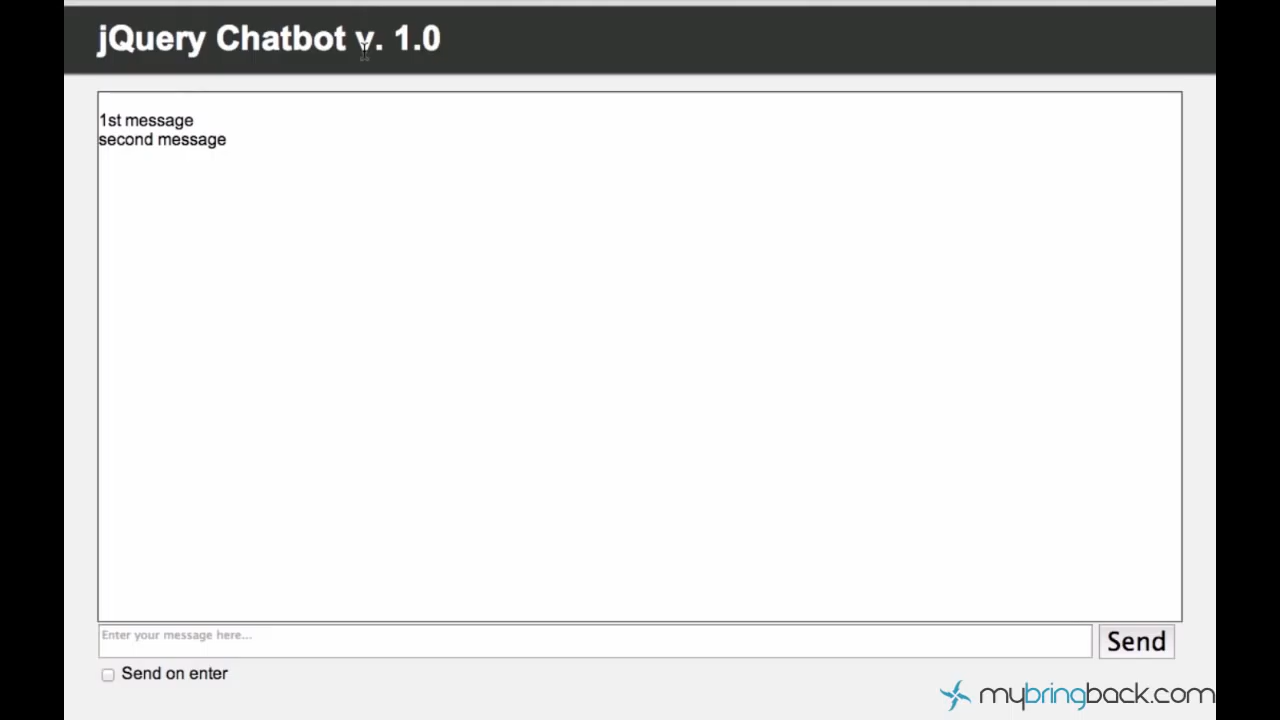 jQuery Chatbot v. 1.0
1st message
second message
Enter your message here...
Send
Send on enter
mybringback.com